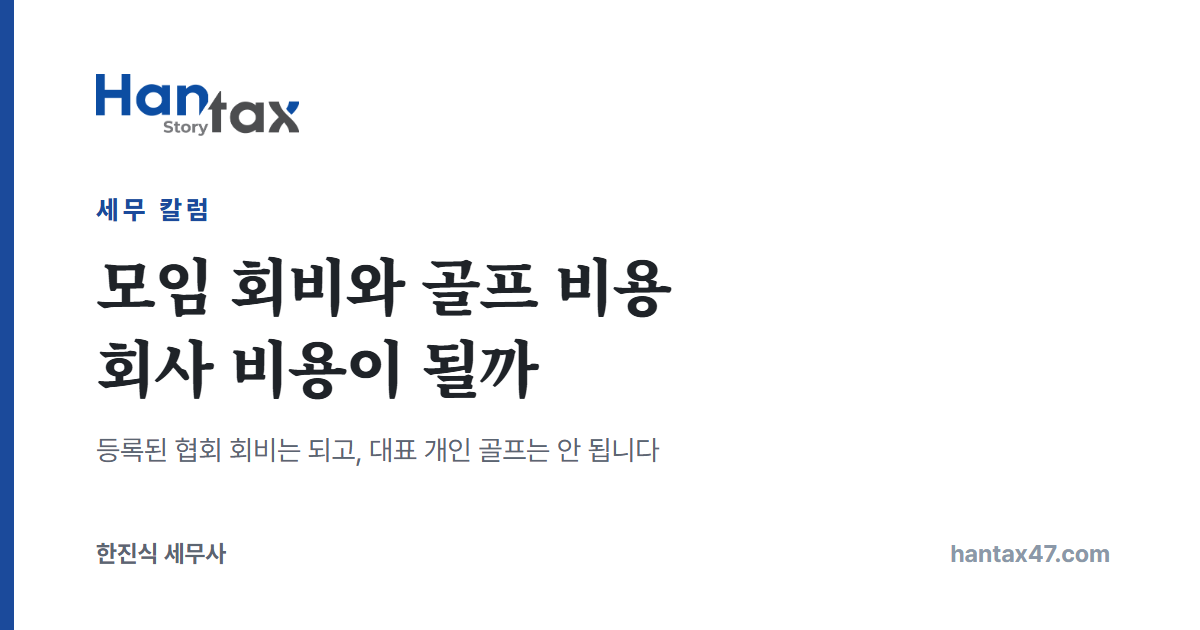 Hantax
Story
세무 칼럼
모임 회비와 골프 비용
회사 비용이 될까
등록된 협회 회비는 되고, 대표 개인 골프는 안 됩니다
한진식 세무사
hantax47.com